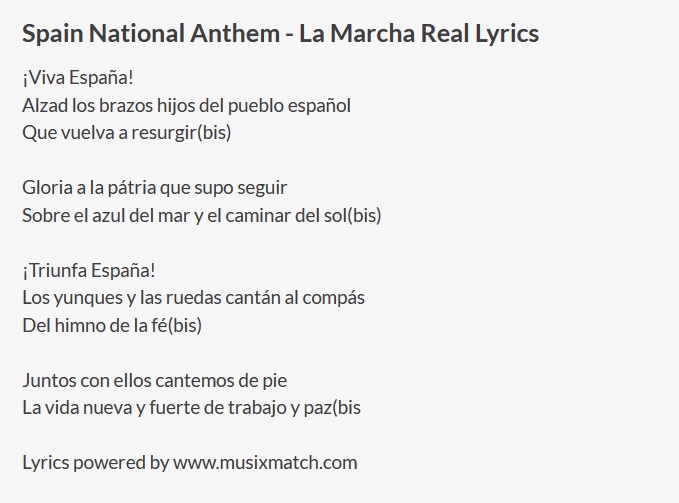 Spain National Anthem - La Marcha Real Lyrics
¡Viva España!
Alzad los brazos hijos del pueblo español
Que vuelva a resurgir(bis)
Gloria a la pátria que supo seguir
Sobre el azul del mar y el caminar del sol(bis)
¡Triunfa España!
Los yunques y las ruedas cantán al compás
Del himno de la fé(bis)
Juntos con ellos cantemos de pie
La vida nueva y fuerte de trabajo y paz(bis
Lyrics powered by www.musixmatch.com